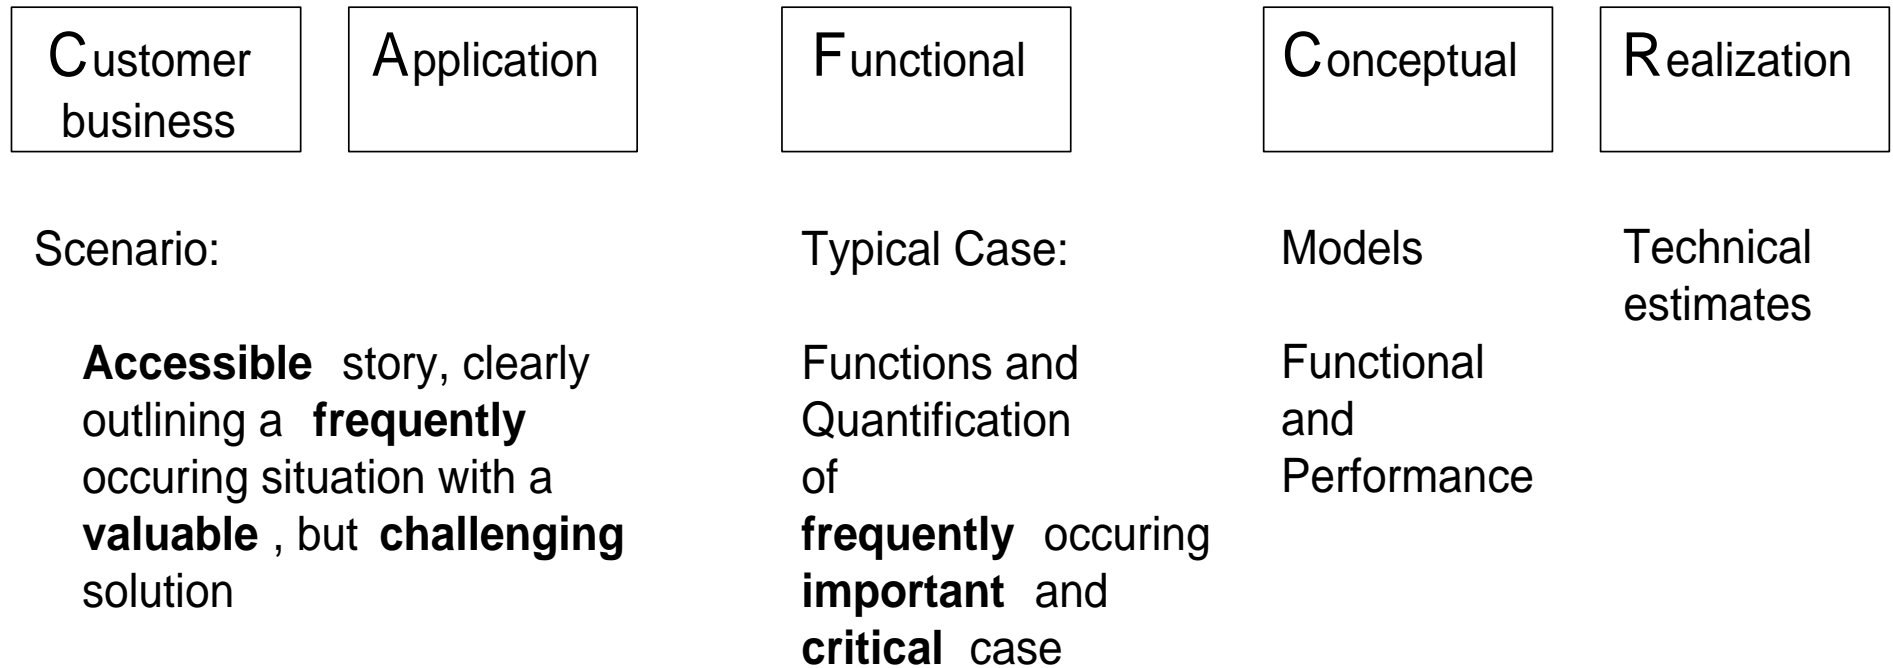 Customer
business
Application
Functional
Conceptual
Realization
Scenario:
Accessible story, clearly
outlining a frequently
occuring situation with a
valuable , but challenging
solution
Typical Case:
Functions and
Quantification
of
frequently occuring
important and
critical case
Models
Functional
and
Performance
Technical
estimates